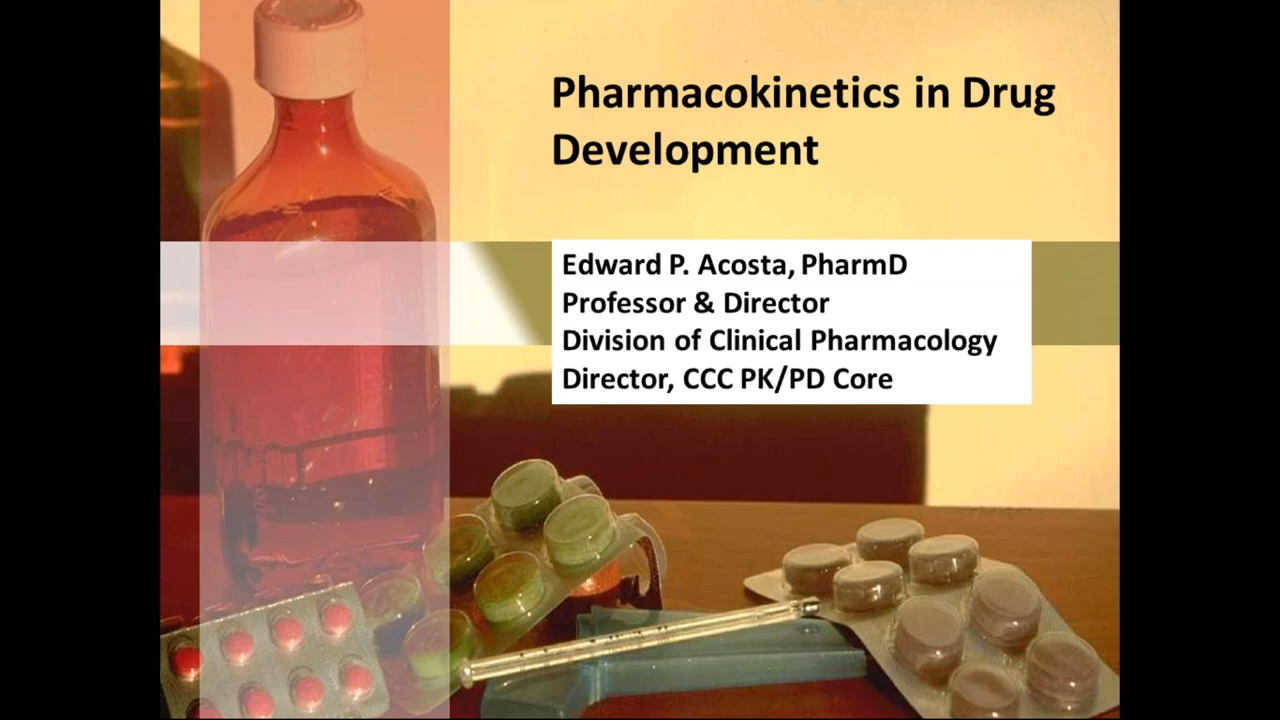 Pharmacokinetics in Drug
Development
Edward P. Acosta, PharmD
Professor & Director
Division of Clinical Pharmacology
Director, CCC PK/PD Core